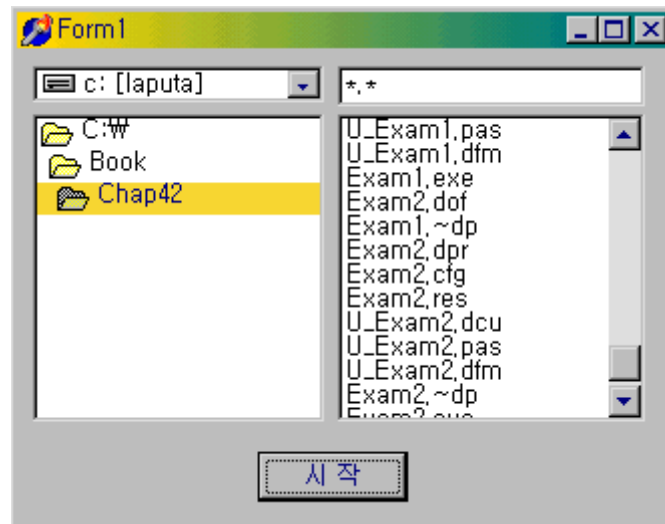 Form1
c: [laputa]
*.*
C:₩
Book
Chap42
U_Exam1.pas
U_Exam1.dfm
Exam1.exe
Exam2.dof
Exam1.~dp
Exam2.dpr
Exam2.cfg
Exam2.res
U_Exam2.dcu
U_Exam2.pas
U_Exam2.dfm
Exam2.~dp
시 작